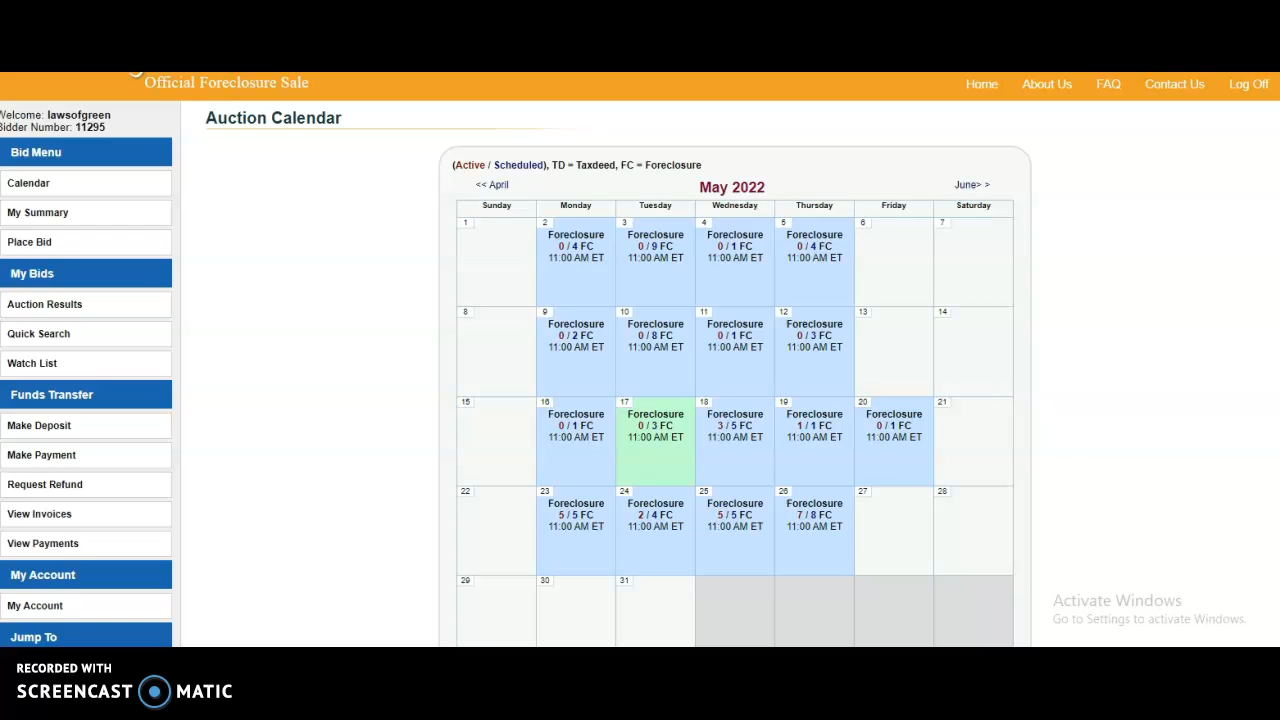 Official Foreclosure Sale
Home About Us FAQ Contact Us Log Off
Welcome: lawsofgreen
Bidder Number: 11295
Bid Menu
Calendar
My Summary
Place Bid
My Bids
Auction Results
Quick Search
Watch List
Funds Transfer
Make Deposit
Make Payment
Request Refund
View Invoices
View Payments
My Account
My Account
Jump To
Auction Calendar
(Active / Scheduled), TD = Taxdeed, FC = Foreclosure
<< April May 2022 June> >
Sunday Monday Tuesday Wednesday Thursday Friday Saturday
1 2 3 4 5 6 7
Foreclosure Foreclosure Foreclosure Foreclosure
0 / 4 FC 0 / 9 FC 0 / 1 FC 0 / 4 FC
11:00 AM ET 11:00 AM ET 11:00 AM ET 11:00 AM ET
8 9 10 11 12 13 14
Foreclosure Foreclosure Foreclosure Foreclosure
0 / 2 FC 0 / 8 FC 0 / 1 FC 0 / 3 FC
11:00 AM ET 11:00 AM ET 11:00 AM ET 11:00 AM ET
15 16 17 18 19 20 21
Foreclosure Foreclosure Foreclosure Foreclosure Foreclosure
0 / 1 FC 0 / 3 FC 3 / 5 FC 1 / 1 FC 0 / 1 FC
11:00 AM ET 11:00 AM ET 11:00 AM ET 11:00 AM ET 11:00 AM ET
22 23 24 25 26 27 28
Foreclosure Foreclosure Foreclosure Foreclosure
5 / 5 FC 2 / 4 FC 5 / 5 FC 7 / 8 FC
11:00 AM ET 11:00 AM ET 11:00 AM ET 11:00 AM ET
29 30 31
Activate Windows
Go to Settings to activate Windows.
RECORDED WITH
SCREENCAST MATIC